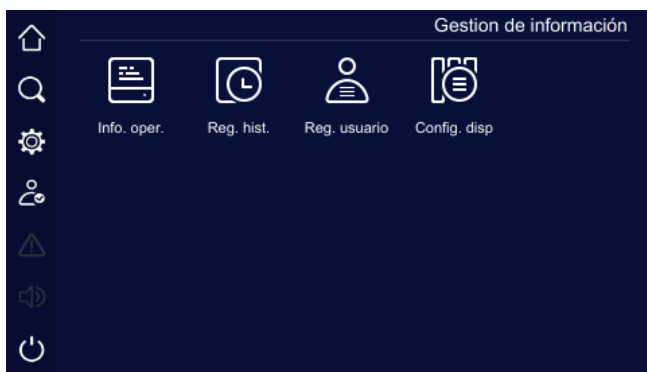 Gestion de información
Info. oper. Reg. hist. Reg. usuario Config. disp